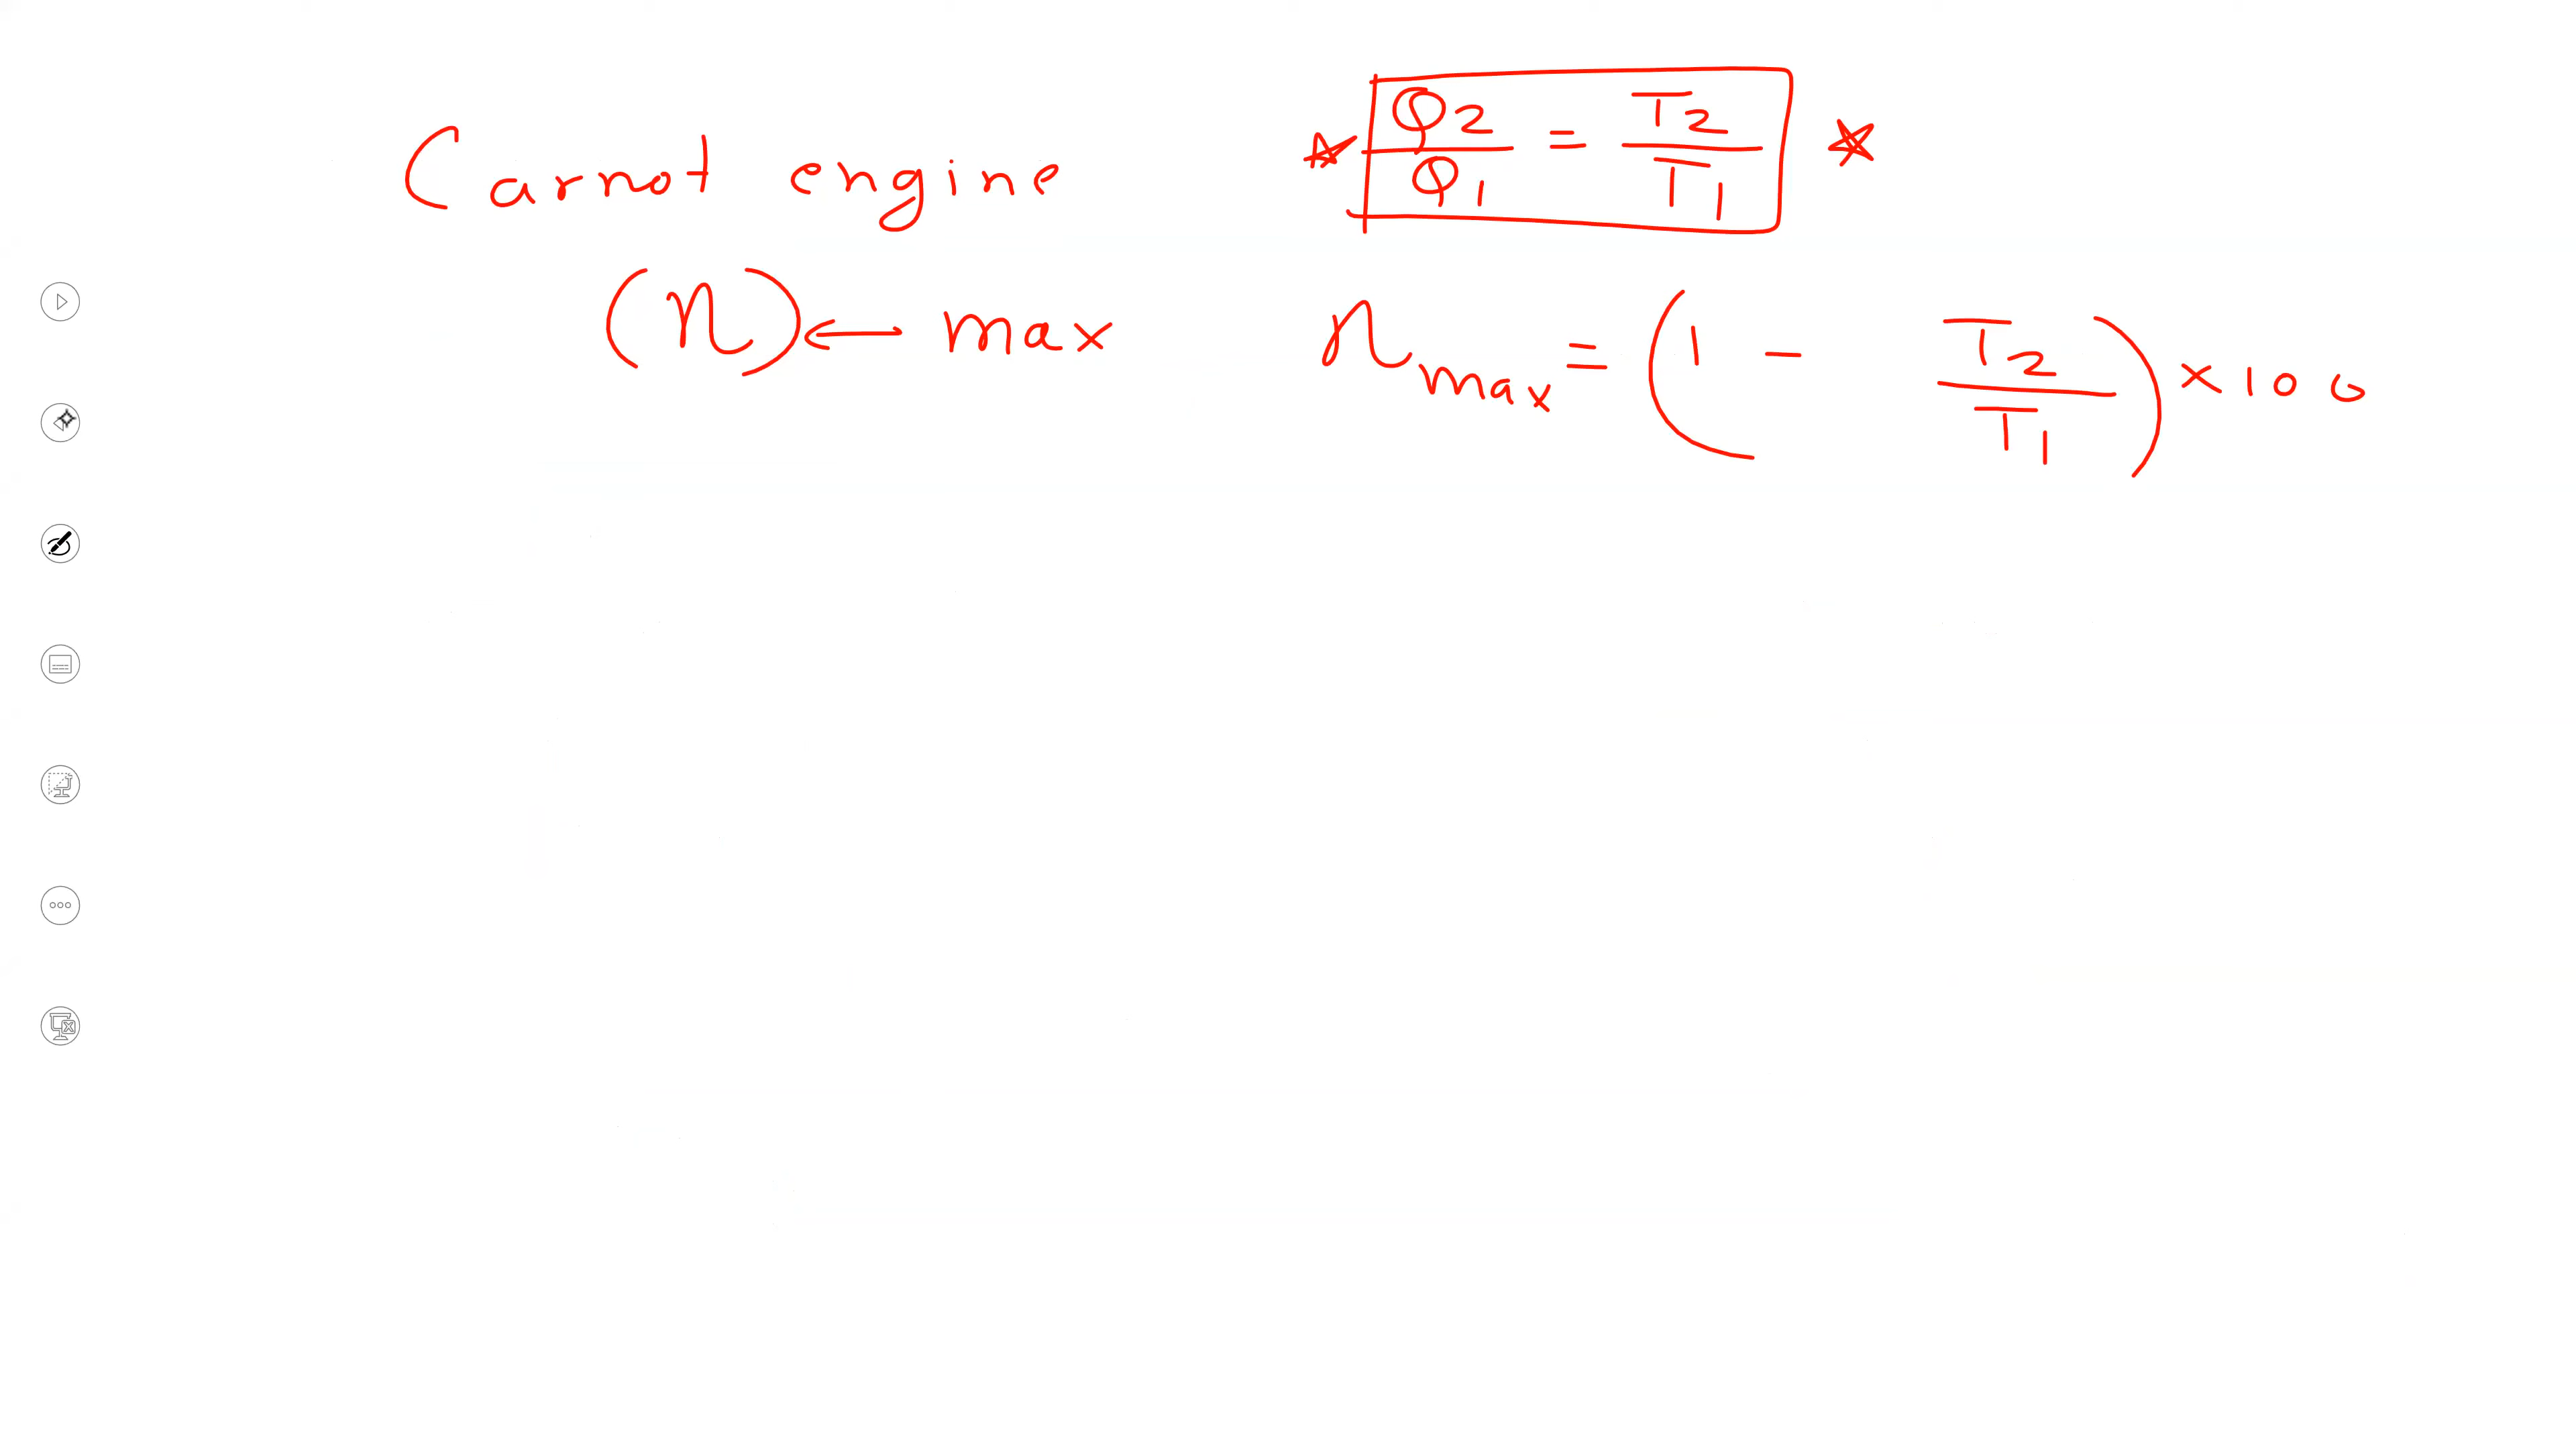 Carnot engine ☆ Q2/Q1 = T2/T1 ☆
(η) ← max ηmax = (1 - T2/T1) × 100